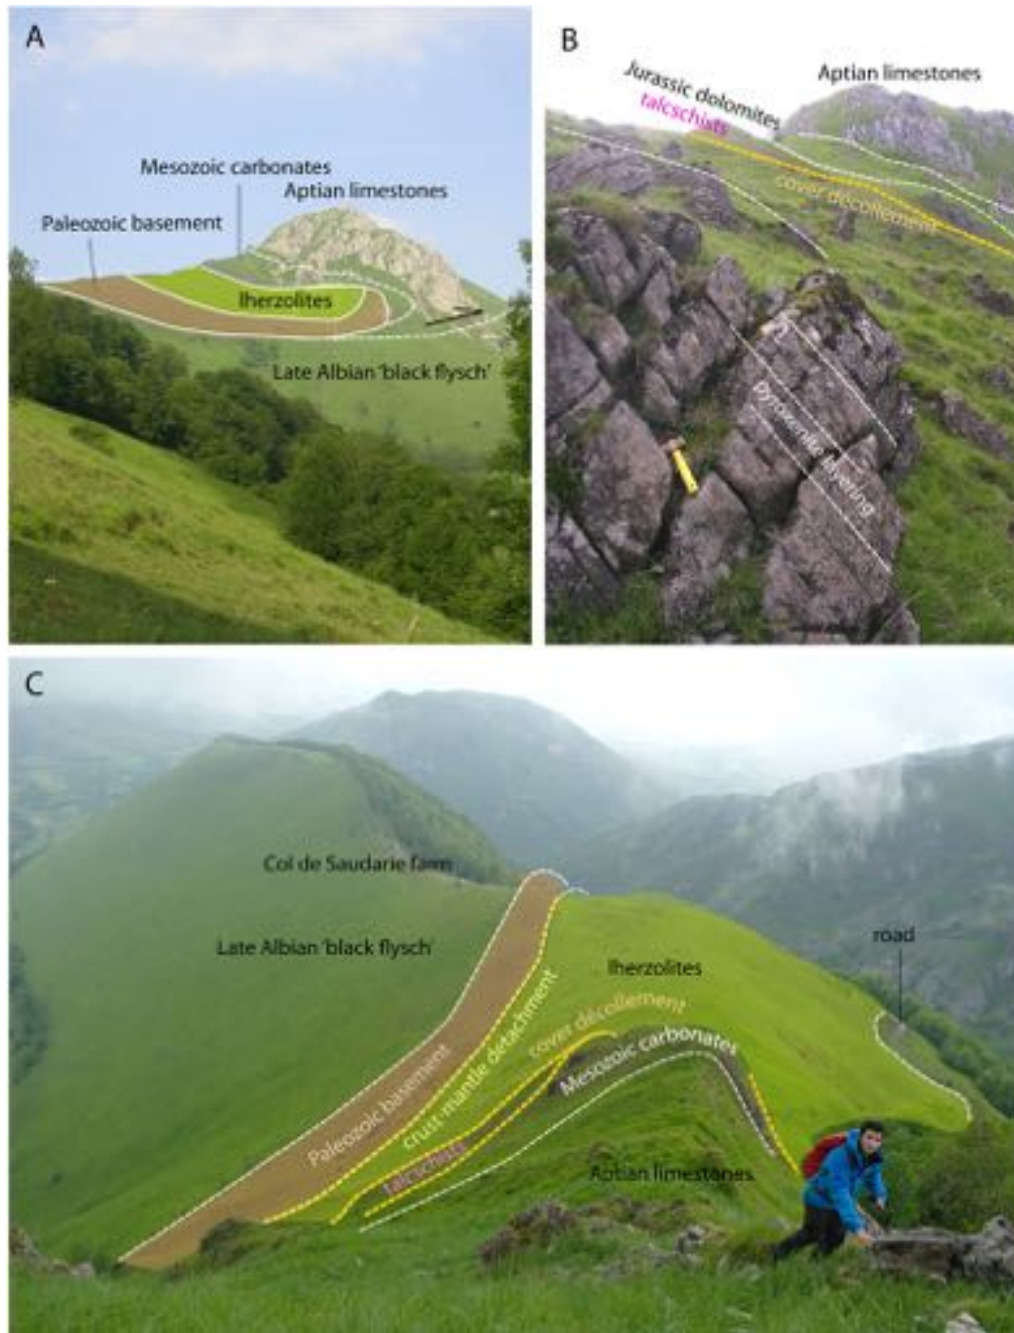 A
Mesozoic carbonates
Aptian limestones
Paleozoic basement
lherzolites
Late Albian 'black flysch'
B
Jurassic dolomites
talcschists
Aptian limestones
cover décollement
pyroxenite layering
C
Col de Saudarie farm
Late Albian 'black flysch'
road
lherzolites
cover décollement
Mesozoic carbonates
crust-mantle detachment
Paleozoic basement
talcschists
Aptian limestones